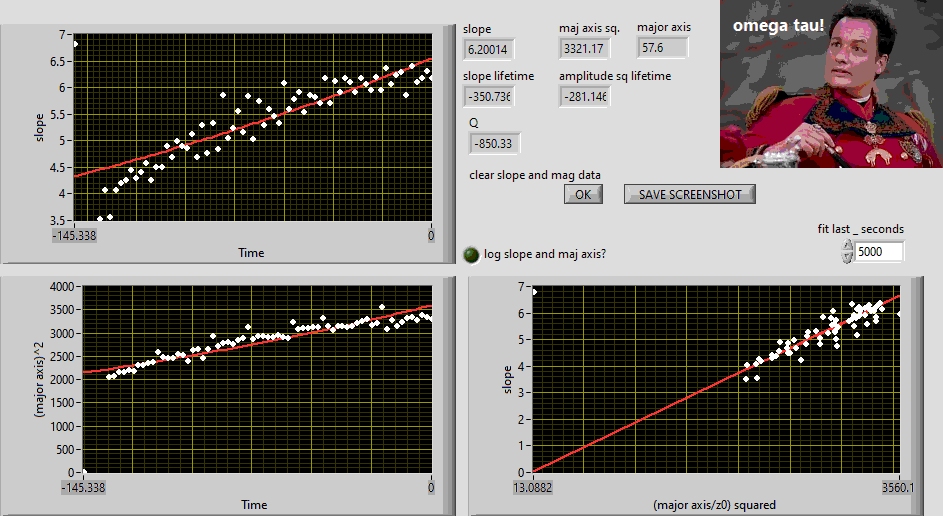 7
6.5
6
5.5
5
4.5
4
3.5
slope
-145.338
0
Time
slope
maj axis sq.
major axis
6.20014
3321.17
57.6
slope lifetime
amplitude sq lifetime
-350.736
-281.146
Q
-850.33
omega tau!
clear slope and mag data
OK
SAVE SCREENSHOT
fit last _ seconds
5000
log slope and maj axis?
4000
3500
3000
2500
2000
1500
1000
500
0
(major axis)^2
-145.338
0
Time
7
6
5
4
3
2
1
0
slope
13.0882
3560.1
(major axis/z0) squared